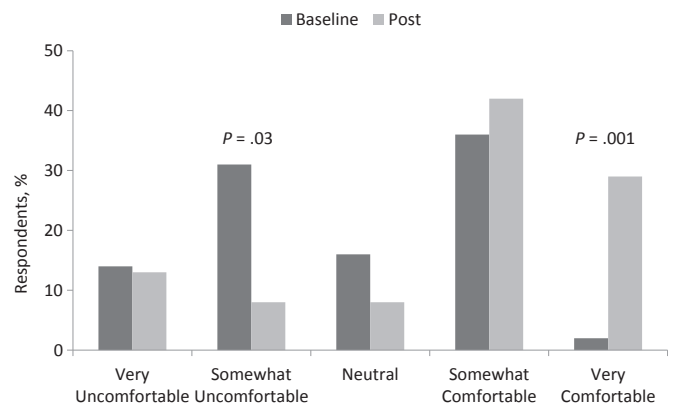 Baseline Post
50
40
30
20
10
0
Respondents, %
P = .03
P = .001
Very Uncomfortable
Somewhat Uncomfortable
Neutral
Somewhat Comfortable
Very Comfortable